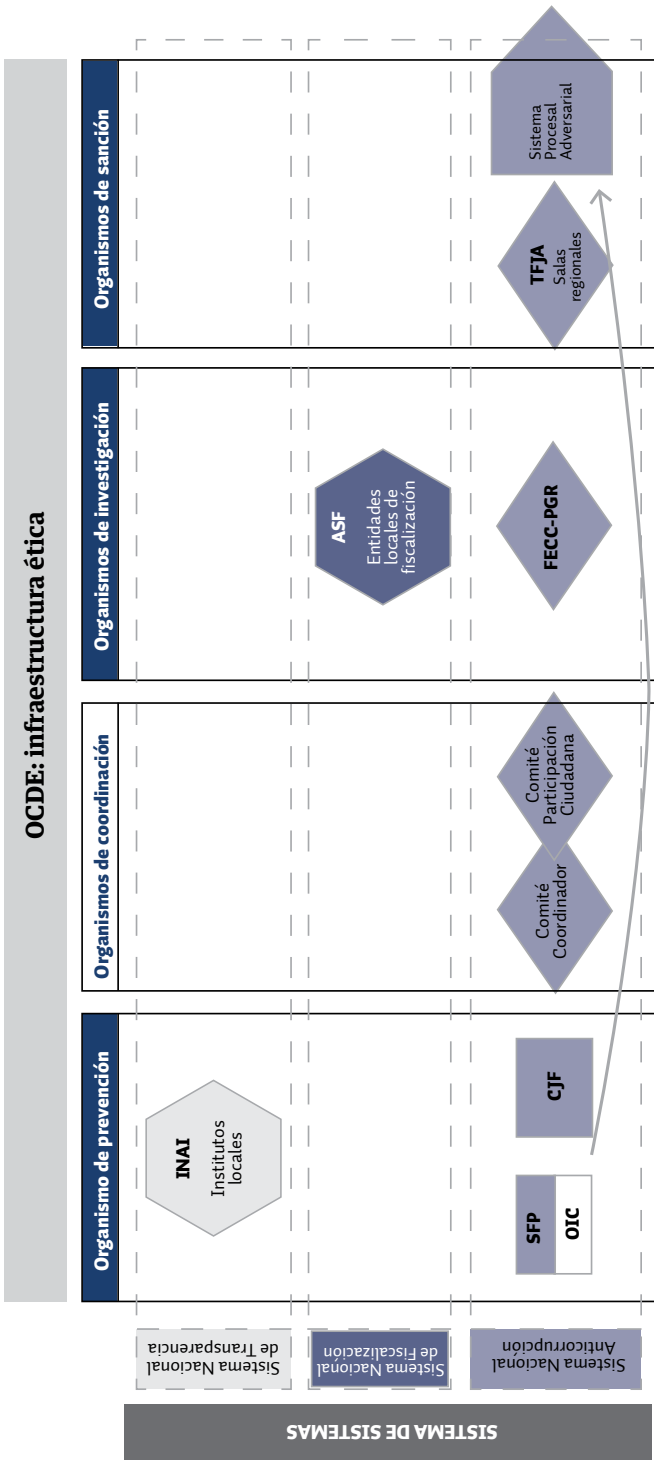 OCDE: infraestructura ética
Organismo de prevención
Organismos de coordinación
Organismos de investigación
Organismos de sanción
SISTEMA DE SISTEMAS
Sistema Nacional
de Transparencia
INAI
Institutos
locales
Sistema Nacional
de Fiscalización
ASF
Entidades
locales de
fiscalización
Sistema Nacional
Anticorrupción
SFP
OIC
CJF
Comité
Coordinador
Comité
Participación
Ciudadana
FECC-PGR
TFJA
Salas
regionales
Sistema
Procesal
Adversarial